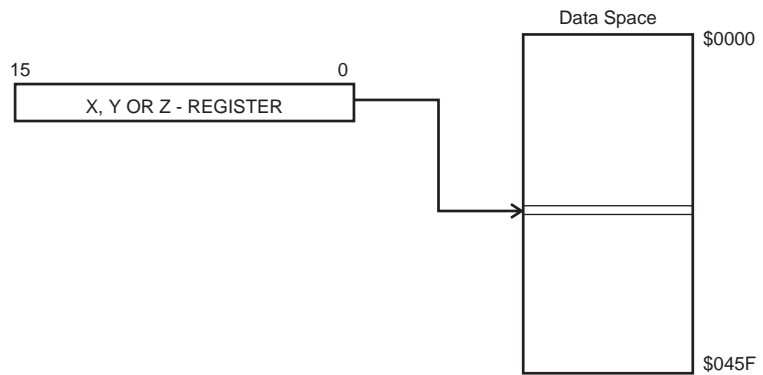 Data Space
$0000
15 0
X, Y OR Z - REGISTER
$045F